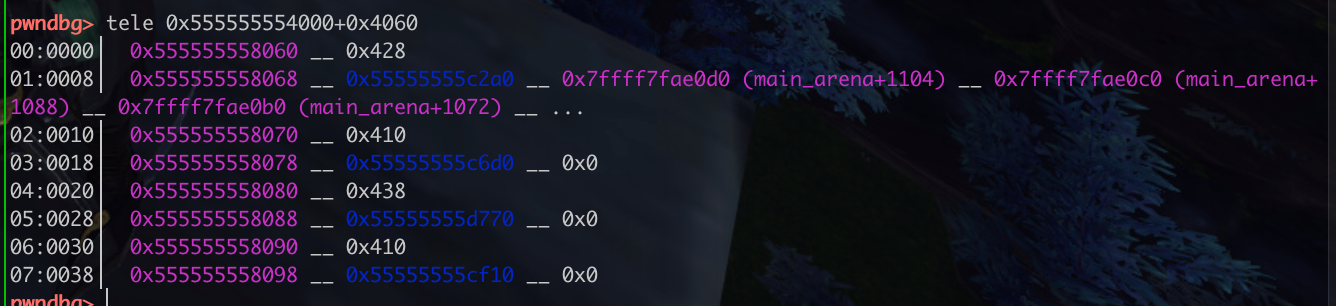 pwndbg> tele 0x555555554000+0x4060
00:0000│  0x555555558060 __ 0x428
01:0008│  0x555555558068 __ 0x55555555c2a0 __ 0x7ffff7fae0d0 (main_arena+1104) __ 0x7ffff7fae0c0 (main_arena+
1088) __ 0x7ffff7fae0b0 (main_arena+1072) __ ...
02:0010│  0x555555558070 __ 0x410
03:0018│  0x555555558078 __ 0x55555555c6d0 __ 0x0
04:0020│  0x555555558080 __ 0x438
05:0028│  0x555555558088 __ 0x55555555d770 __ 0x0
06:0030│  0x555555558090 __ 0x410
07:0038│  0x555555558098 __ 0x55555555cf10 __ 0x0
pwndbg>